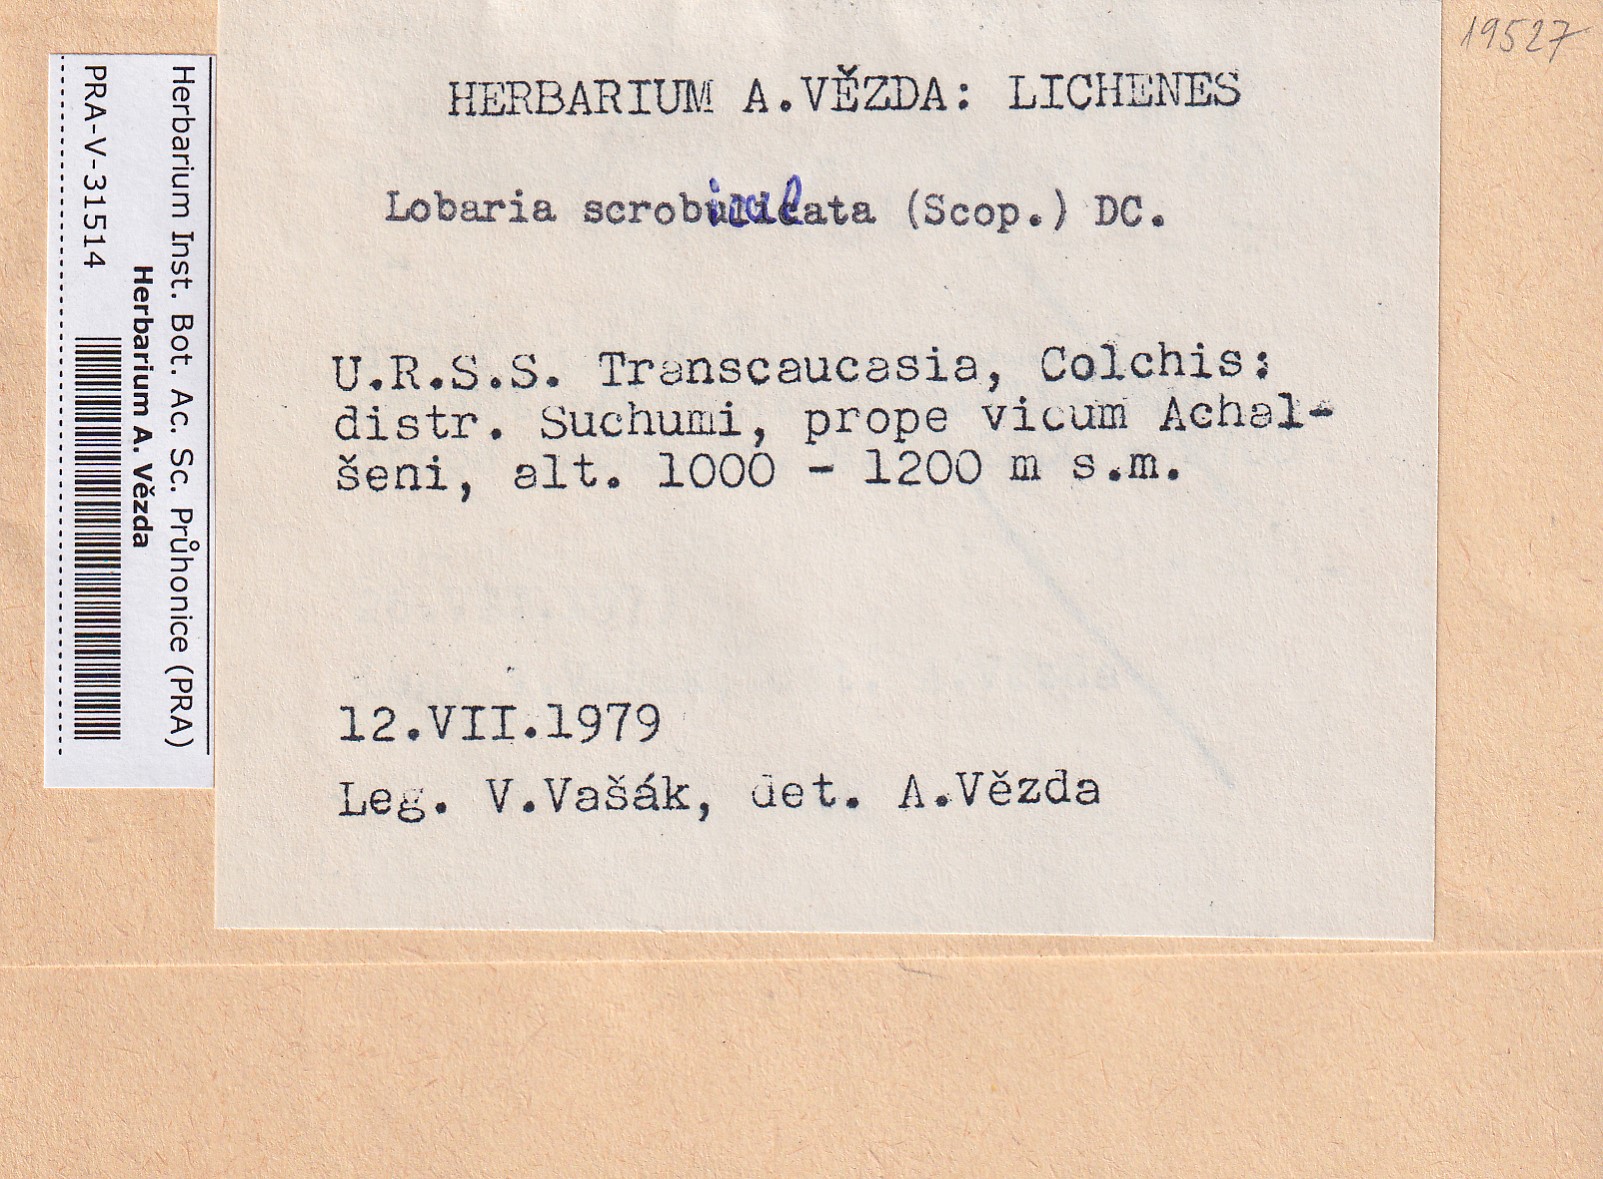 19527
HERBARIUM A.VĚZDA: LICHENES
Lobaria scrobiculata (Scop.) DC.
U.R.S.S. Transcaucasia, Colchis:
distr. Suchumi, prope vicum Achal-
šeni, alt. 1000 - 1200 m s.m.
12.VII.1979
Leg. V.Vašák, det. A.Vězda
Herbarium Inst. Bot. Ac. Sc. Průhonice (PRA)
Herbarium A. Vězda
PRA-V-31514